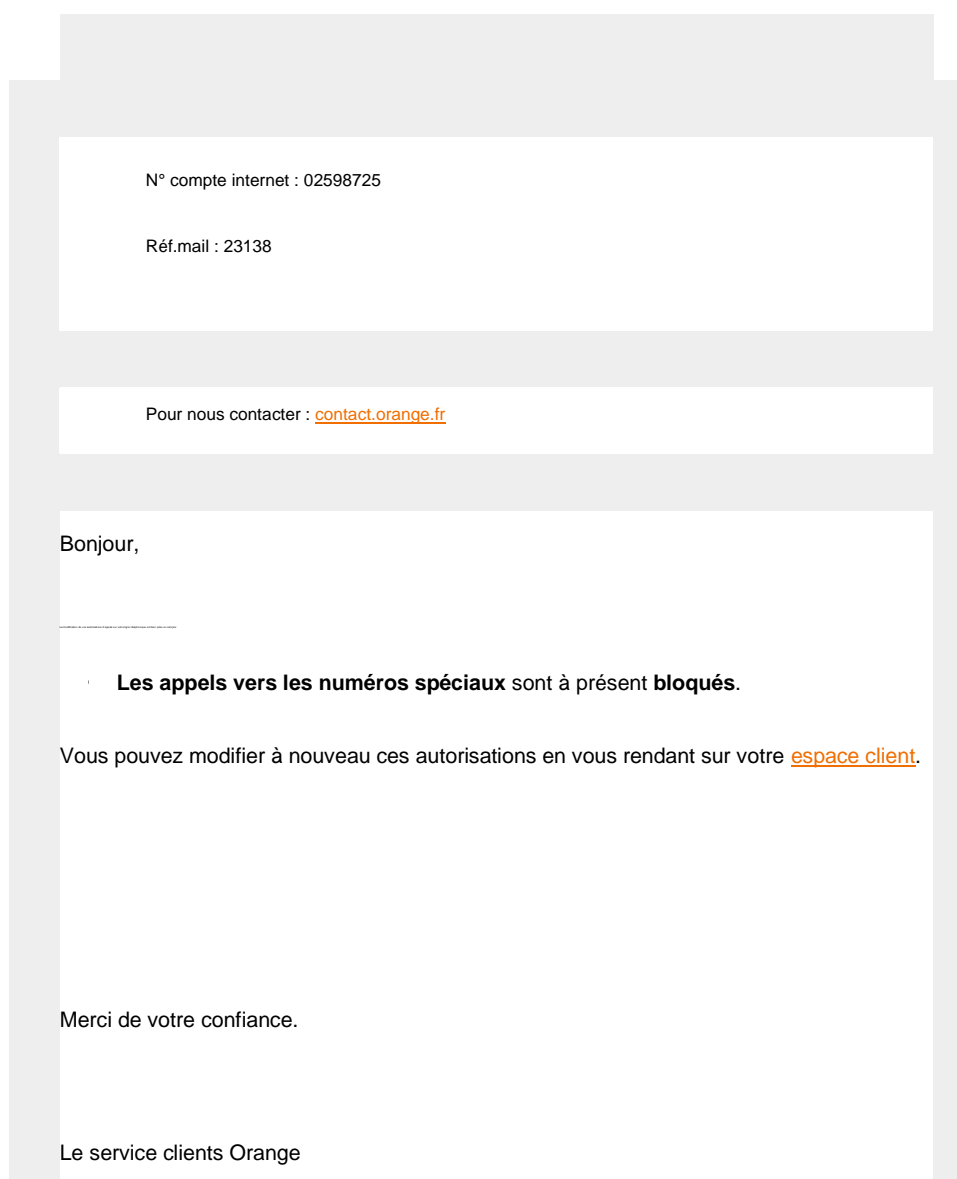 N° compte internet : 02598725
Réf.mail : 23138
Pour nous contacter : contact.orange.fr
Bonjour,
Les appels vers les numéros spéciaux sont à présent bloqués.
Vous pouvez modifier à nouveau ces autorisations en vous rendant sur votre espace client.
Merci de votre confiance.
Le service clients Orange